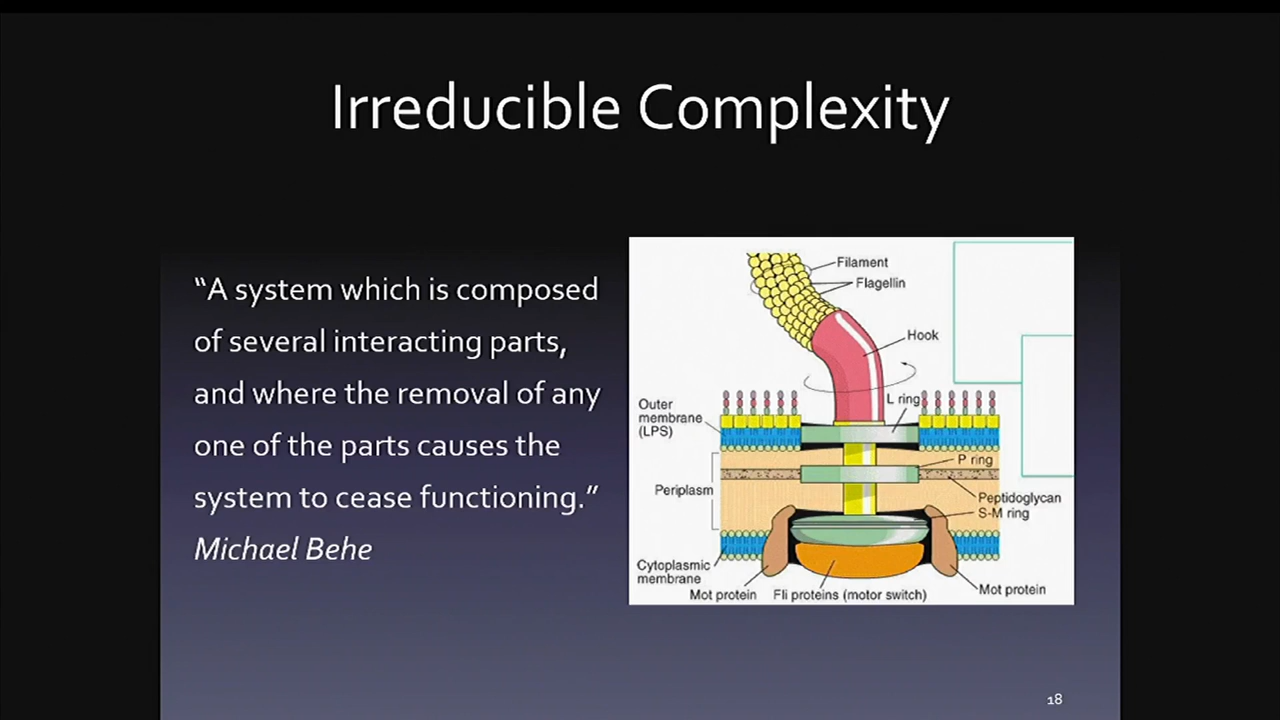 Irreducible Complexity
“A system which is composed
of several interacting parts,
and where the removal of any
one of the parts causes the
system to cease functioning.”
Michael Behe
Filament
Flagellin
Hook
L ring
Outer
membrane
(LPS)
P ring
Periplasm
Peptidoglycan
S-M ring
Cytoplasmic
membrane
Mot protein
Fli proteins (motor switch)
Mot protein
18